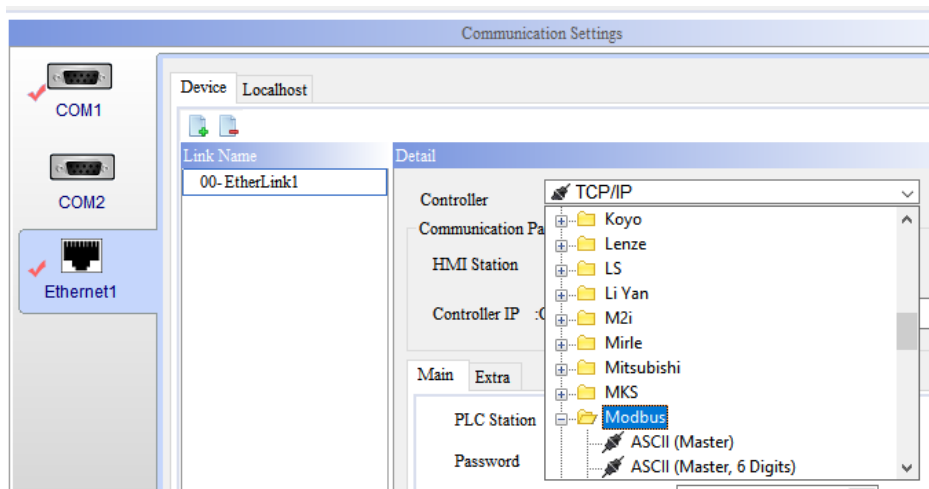 Communication Settings
COM1
COM2
Ethernet1
Device Localhost
Link Name
00-EtherLink1
Detail
Controller TCP/IP
Communication Pa
HMI Station
Controller IP :
Main Extra
PLC Station
Password
Koyo
Lenze
LS
Li Yan
M2i
Mirle
Mitsubishi
MKS
Modbus
ASCII (Master)
ASCII (Master, 6 Digits)